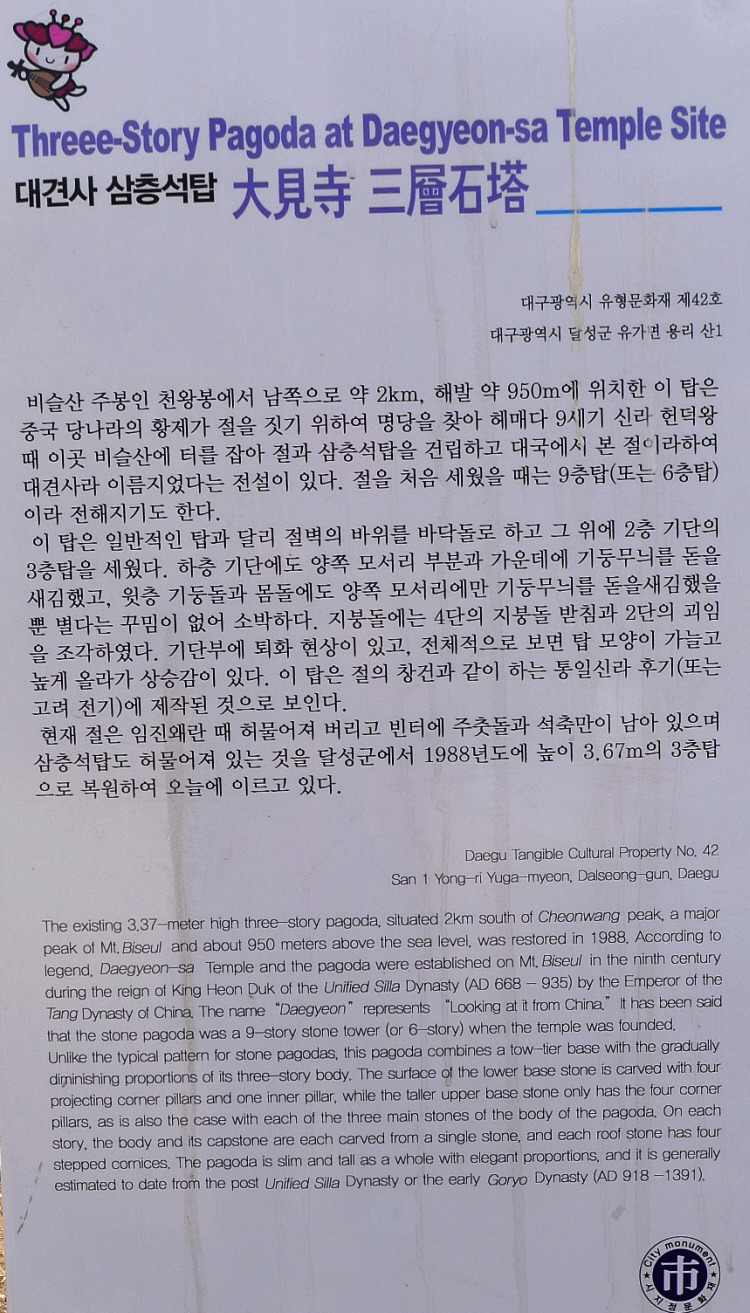 Threee-Story Pagoda at Daegyeon-sa Temple Site
대견사 삼층석탑 大見寺 三層石塔
대구광역시 유형문화재 제42호
대구광역시 달성군 유가면 용리 산1
비슬산 주봉인 천왕봉에서 남쪽으로 약 2km, 해발 약 950m에 위치한 이 탑은
중국 당나라의 황제가 절을 짓기 위하여 명당을 찾아 헤매다 9세기 신라 헌덕왕
때 이곳 비슬산에 터를 잡아 절과 삼층석탑을 건립하고 대국에서 본 절이라하여
대견사라 이름지었다는 전설이 있다. 절을 처음 세웠을 때는 9층탑(또는 6층탑)
이라 전해지기도 한다.
이 탑은 일반적인 탑과 달리 절벽의 바위를 바닥돌로 하고 그 위에 2층 기단의
3층탑을 세웠다. 하층 기단에도 양쪽 모서리 부분과 가운데에 기둥무늬를 돋을
새김했고, 윗층 기둥돌과 몸돌에도 양쪽 모서리에만 기둥무늬를 돋을새김했을
뿐 별다는 꾸밈이 없어 소박하다. 지붕돌에는 4단의 지붕돌 받침과 2단의 괴임
을 조각하였다. 기단부에 퇴화 현상이 있고, 전체적으로 보면 탑 모양이 가늘고
높게 올라가 상승감이 있다. 이 탑은 절의 창건과 같이 하는 통일신라 후기(또는
고려 전기)에 제작된 것으로 보인다.
현재 절은 임진왜란 때 허물어져 버리고 빈터에 주춧돌과 석축만이 남아 있으며
삼층석탑도 허물어져 있는 것을 달성군에서 1988년도에 높이 3.67m의 3층탑
으로 복원하여 오늘에 이르고 있다.
Daegu Tangible Cultural Property No. 42
San 1 Yong-ri Yuga-myeon, Dalseong-gun, Daegu
The existing 3.37-meter high three-story pagoda, situated 2km south of Cheonwang peak, a major
peak of Mt. Biseul and about 950 meters above the sea level, was restored in 1988. According to
legend, Daegyeon-sa Temple and the pagoda were established on Mt. Biseul in the ninth century
during the reign of King Heon Duk of the Unified Silla Dynasty (AD 668 - 935) by the Emperor of the
Tang Dynasty of China. The name "Daegyeon" represents "Looking at it from China." It has been said
that the stone pagoda was a 9-story stone tower (or 6-story) when the temple was founded.
Unlike the typical pattern for stone pagodas, this pagoda combines a tow-tier base with the gradually
diminishing proportions of its three-story body. The surface of the lower base stone is carved with four
projecting corner pillars and one inner pillar, while the taller upper base stone only has the four corner
pillars, as is also the case with each of the three main stones of the body of the pagoda. On each
story, the body and its capstone are each carved from a single stone, and each roof stone has four
stepped cornices. The pagoda is slim and tall as a whole with elegant proportions, and it is generally
estimated to date from the post Unified Silla Dynasty or the early Goryo Dynasty (AD 918 -1391).
City monument
市
시지정문화재